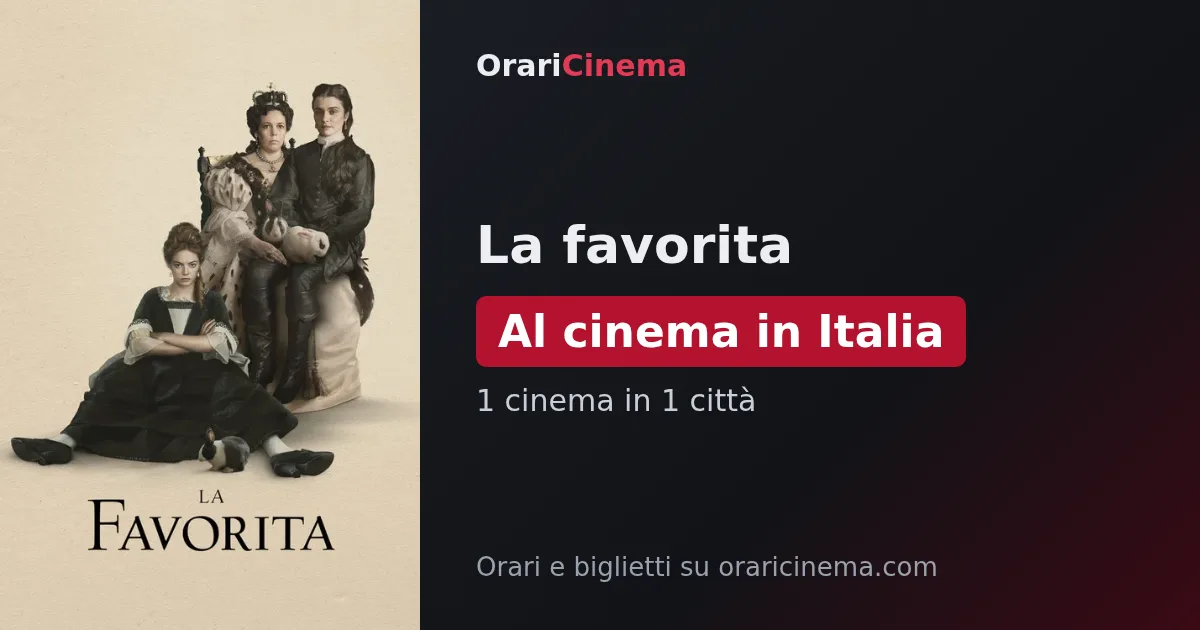 LA
FAVORITA
OrariCinema
La favorita
Al cinema in Italia
1 cinema in 1 città
Orari e biglietti su oraricinema.com